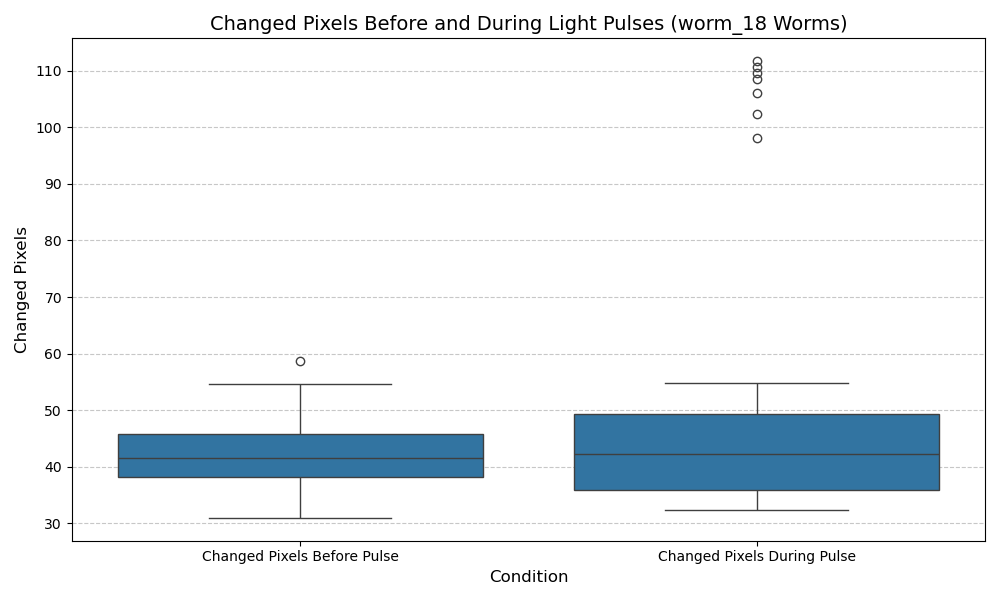 Changed Pixels Before and During Light Pulses (worm_18 Worms)
110
100
90
80
70
60
50
40
30
Changed Pixels
Changed Pixels Before Pulse
Changed Pixels During Pulse
Condition